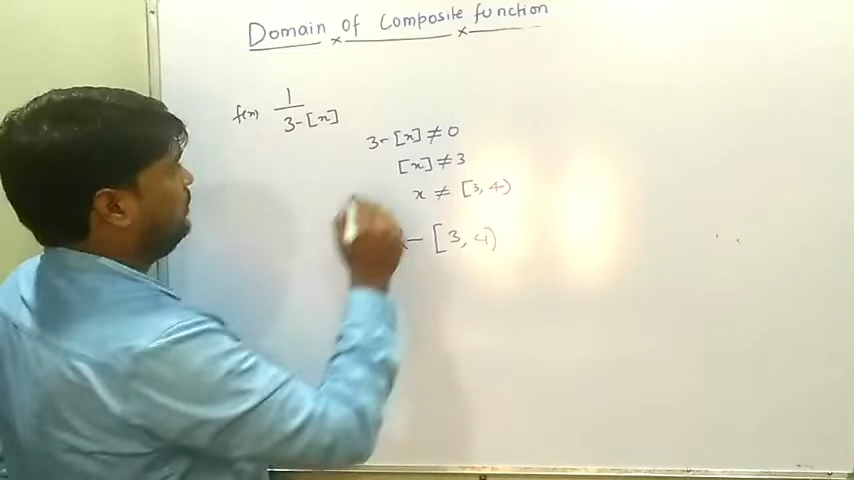 Domain of Composite function
f(x) 1/3-[x]
3-[x] ≠ 0
[x] ≠ 3
x ≠ [3, 4)
- [3, 4)